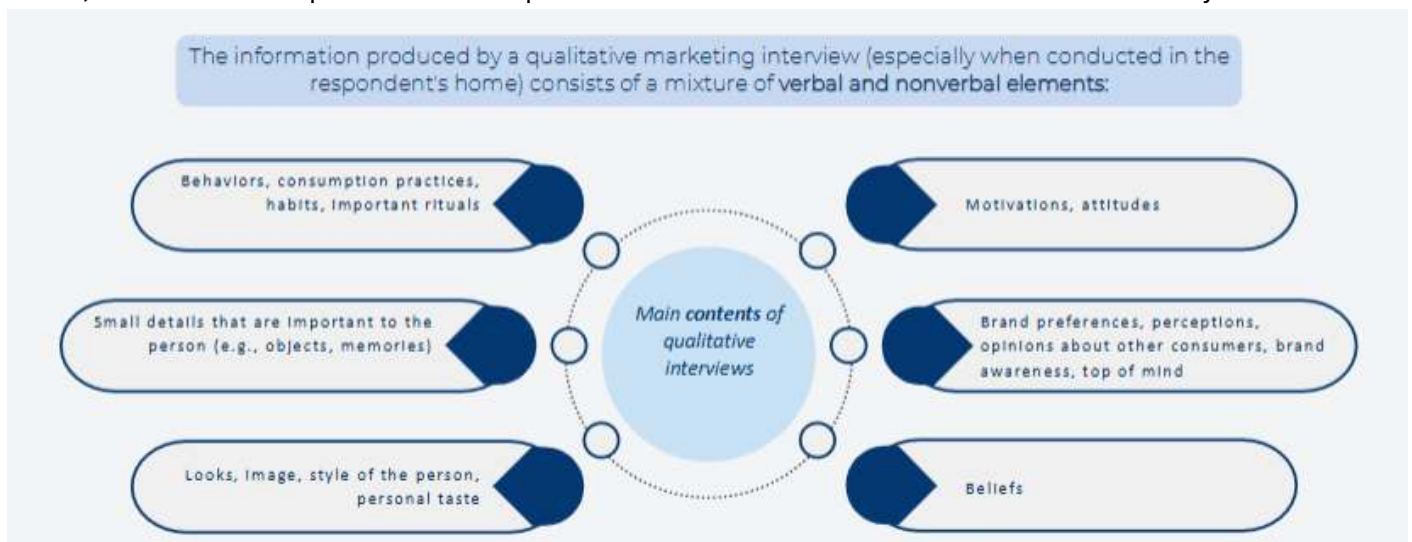 The information produced by a qualitative marketing interview (especially when conducted in the
respondent's home) consists of a mixture of verbal and nonverbal elements:
Behaviors, consumption practices,
habits, important rituals
Motivations, attitudes
Small details that are important to the
person (e.g., objects, memories)
Main contents of
qualitative
interviews
Brand preferences, perceptions,
opinions about other consumers, brand
awareness, top of mind
Looks, image, style of the person,
personal taste
Beliefs